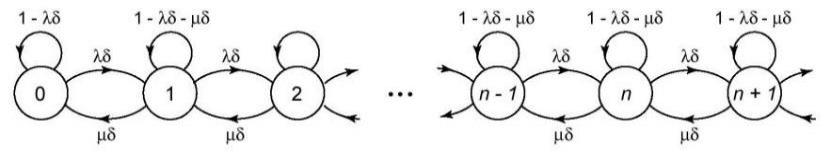 1 - λδ 1 - λδ - μδ 1 - λδ - μδ 1 - λδ - μδ 1 - λδ - μδ
λδ λδ λδ λδ
0 1 2 ... n - 1 n n + 1
μδ μδ μδ μδ